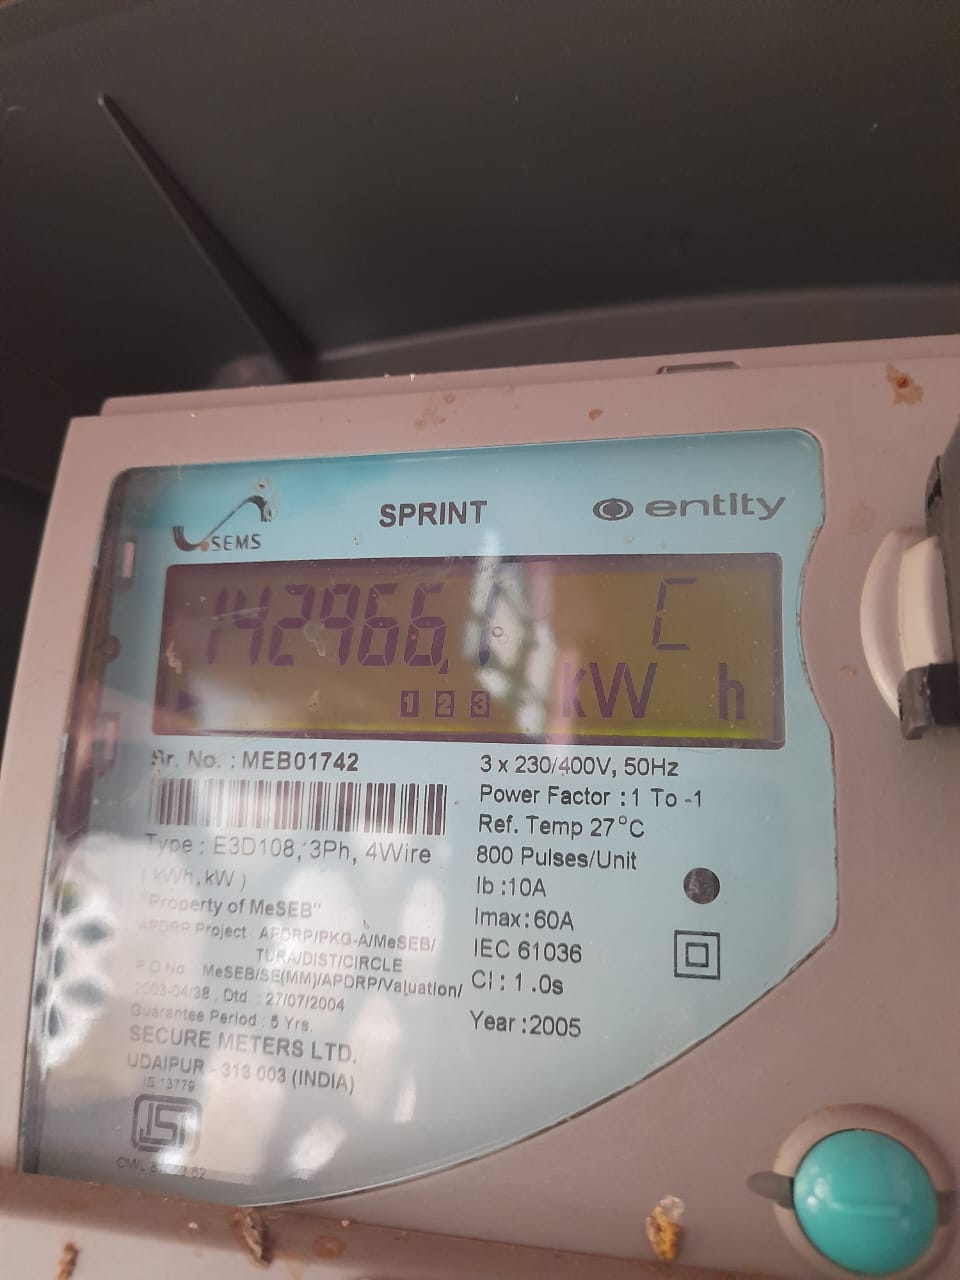 SEMS
SPRINT
entity
142966.1 C
kW h
1 2 3
Sr. No. : MEB01742
Type : E3D108, 3Ph, 4Wire
( kWh, kW )
"Property of MeSEB"
APDRP Project : APDRP/PKG-A/MeSEB/
TURA/DIST/CIRCLE
P.O No MeSEB/SE(MM)/APDRP/Valuation/
2003-04/38 , Dtd : 27/07/2004
Guarantee Period : 5 Yrs.
SECURE METERS LTD.
UDAIPUR - 313 003 (INDIA)
IS 13779
ISI
CM/L
3 x 230/400V, 50Hz
Power Factor : 1 To -1
Ref. Temp 27°C
800 Pulses/Unit
Ib :10A
Imax: 60A
IEC 61036
Cl : 1.0s
Year : 2005